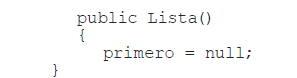 public Lista()
{
primero = null;
}